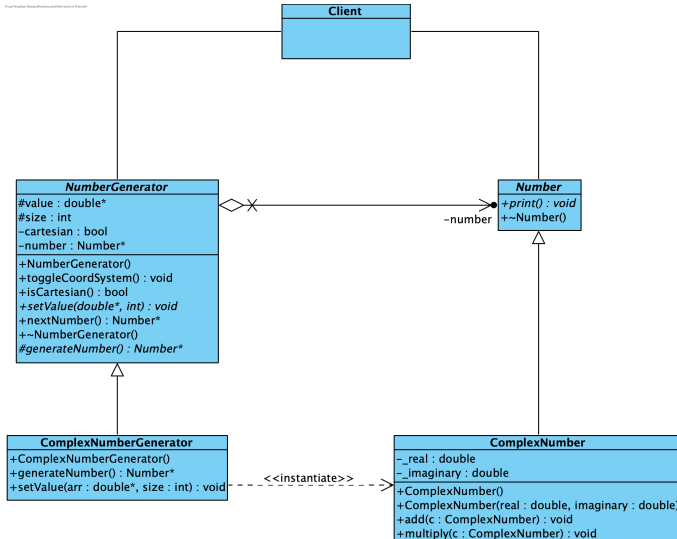 Client
NumberGenerator
#value : double*
#size : int
-cartesian : bool
-number : Number*
+NumberGenerator()
+toggleCoordSystem() : void
+isCartesian() : bool
+setValue(double*, int) : void
+nextNumber() : Number*
+~NumberGenerator()
#generateNumber() : Number*
-number
Number
+print() : void
+~Number()
ComplexNumberGenerator
+ComplexNumberGenerator()
+generateNumber() : Number*
+setValue(arr : double*, size : int) : void
<<instantiate>>
ComplexNumber
-_real : double
-_imaginary : double
+ComplexNumber()
+ComplexNumber(real : double, imaginary : double)
+add(c : ComplexNumber) : void
+multiply(c : ComplexNumber) : void